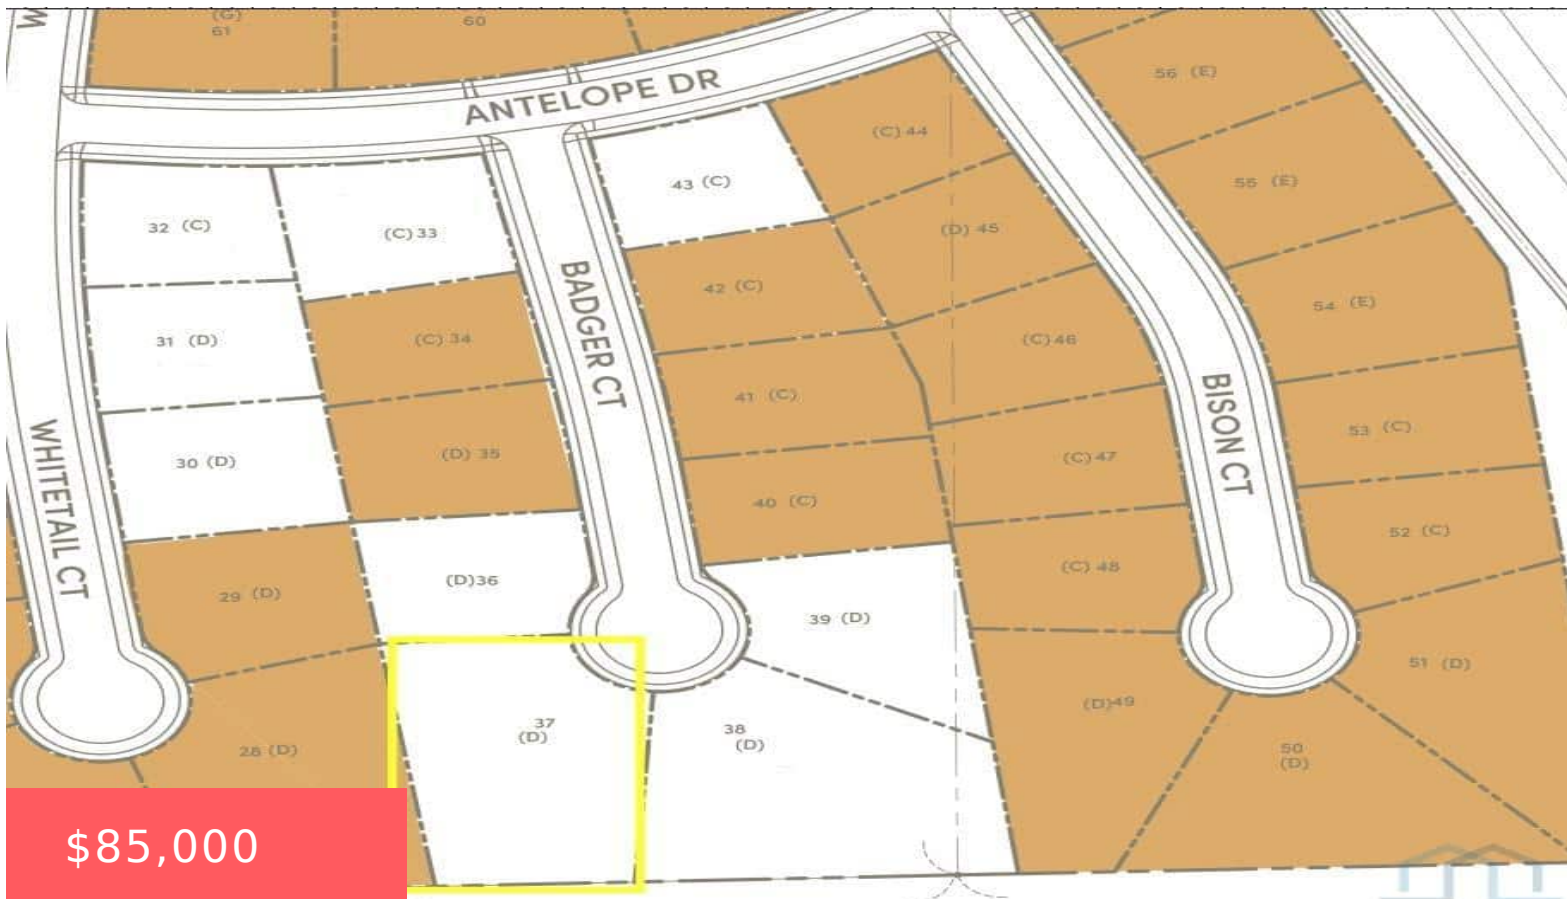 W
(G)
61
60
ANTELOPE DR
56 (E)
(C) 44
43 (C)
55 (E)
32 (C)
(C) 33
(D) 45
42 (C)
54 (E)
31 (D)
(C) 34
(C) 46
BADGER CT
41 (C)
BISON CT
53 (C)
30 (D)
(D) 35
(C) 47
WHITETAIL CT
40 (C)
52 (C)
29 (D)
(D)36
(C) 48
39 (D)
51 (D)
(D)49
28 (D)
37
(D)
38
(D)
50
(D)
$85,000